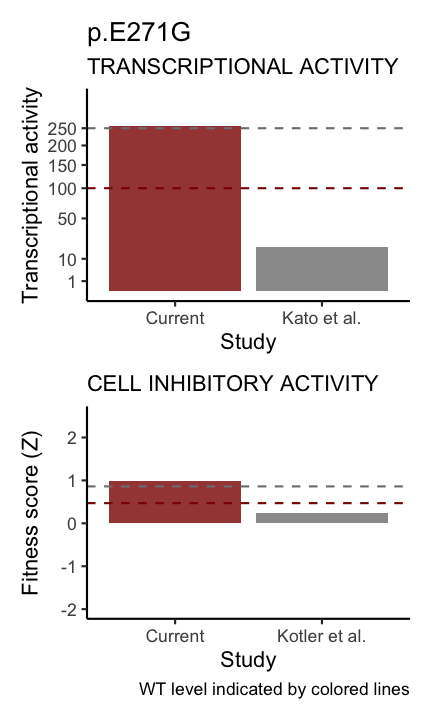 p.E271G
TRANSCRIPTIONAL ACTIVITY
Transcriptional activity
250
200
150
100
50
10
1
Current
Kato et al.
Study
CELL INHIBITORY ACTIVITY
Fitness score (Z)
2
1
0
-1
-2
Current
Kotler et al.
Study
WT level indicated by colored lines